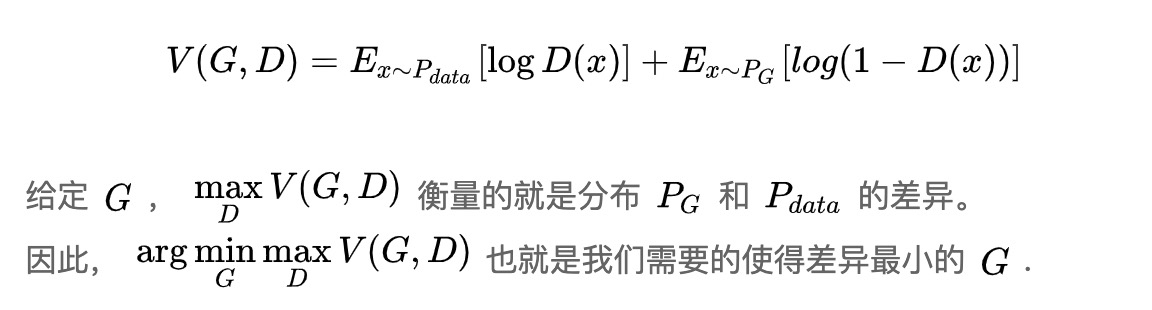 V(G, D) = E_{x∼P_{data}} [log D(x)] + E_{x∼P_G} [log(1 − D(x))]
给定 G ， max_D V(G, D) 衡量的就是分布 P_G 和 P_{data} 的差异。
因此， arg min_G max_D V(G, D) 也就是我们需要的使得差异最小的 G .